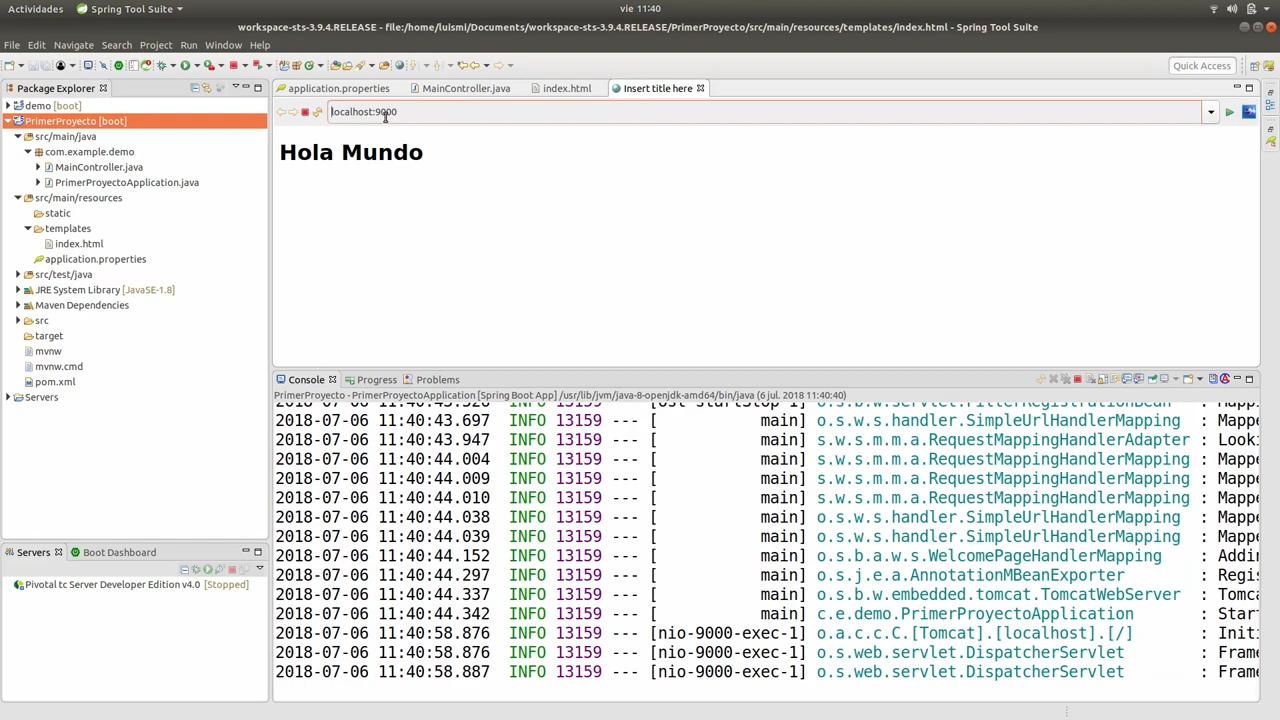 Actividades
Spring Tool Suite
vie 11:40
workspace-sts-3.9.4.RELEASE - file:/home/luisml/Documents/workspace-sts-3.9.4.RELEASE/PrimerProyecto/src/main/resources/templates/index.html - Spring Tool Suite
File Edit Navigate Search Project Run Window Help
Quick Access
Package Explorer
application.properties
MainController.java
index.html
Insert title here
demo [boot]
PrimerProyecto [boot]
src/main/java
com.example.demo
MainController.java
PrimerProyectoApplication.java
src/main/resources
static
templates
index.html
application.properties
src/test/java
JRE System Library [JavaSE-1.8]
Maven Dependencies
src
target
mvnw
mvnw.cmd
pom.xml
Servers
localhost:9000
Hola Mundo
Console
Progress
Problems
PrimerProyecto - PrimerProyectoApplication [Spring Boot App] /usr/lib/jvm/java-8-openjdk-amd64/bin/java (6 jul. 2018 11:40:40)
2018-07-06 11:40:43.697 INFO 13159 --- [ main] o.s.w.s.handler.SimpleUrlHandlerMapping : Mappe
2018-07-06 11:40:43.947 INFO 13159 --- [ main] s.w.s.m.m.a.RequestMappingHandlerAdapter : Looki
2018-07-06 11:40:44.004 INFO 13159 --- [ main] s.w.s.m.m.a.RequestMappingHandlerMapping : Mappe
2018-07-06 11:40:44.009 INFO 13159 --- [ main] s.w.s.m.m.a.RequestMappingHandlerMapping : Mappe
2018-07-06 11:40:44.010 INFO 13159 --- [ main] s.w.s.m.m.a.RequestMappingHandlerMapping : Mappe
2018-07-06 11:40:44.038 INFO 13159 --- [ main] o.s.w.s.handler.SimpleUrlHandlerMapping : Mappe
2018-07-06 11:40:44.039 INFO 13159 --- [ main] o.s.w.s.handler.SimpleUrlHandlerMapping : Mappe
2018-07-06 11:40:44.152 INFO 13159 --- [ main] o.s.b.a.w.s.WelcomePageHandlerMapping : Addin
2018-07-06 11:40:44.297 INFO 13159 --- [ main] o.s.j.e.a.AnnotationMBeanExporter : Regis
2018-07-06 11:40:44.337 INFO 13159 --- [ main] o.s.b.w.embedded.tomcat.TomcatWebServer : Tomca
2018-07-06 11:40:44.342 INFO 13159 --- [ main] c.e.demo.PrimerProyectoApplication : Start
2018-07-06 11:40:58.876 INFO 13159 --- [nio-9000-exec-1] o.a.c.c.C.[Tomcat].[localhost].[/] : Initi
2018-07-06 11:40:58.876 INFO 13159 --- [nio-9000-exec-1] o.s.web.servlet.DispatcherServlet : Frame
2018-07-06 11:40:58.887 INFO 13159 --- [nio-9000-exec-1] o.s.web.servlet.DispatcherServlet : Frame
Servers
Boot Dashboard
Pivotal tc Server Developer Edition v4.0 [Stopped]